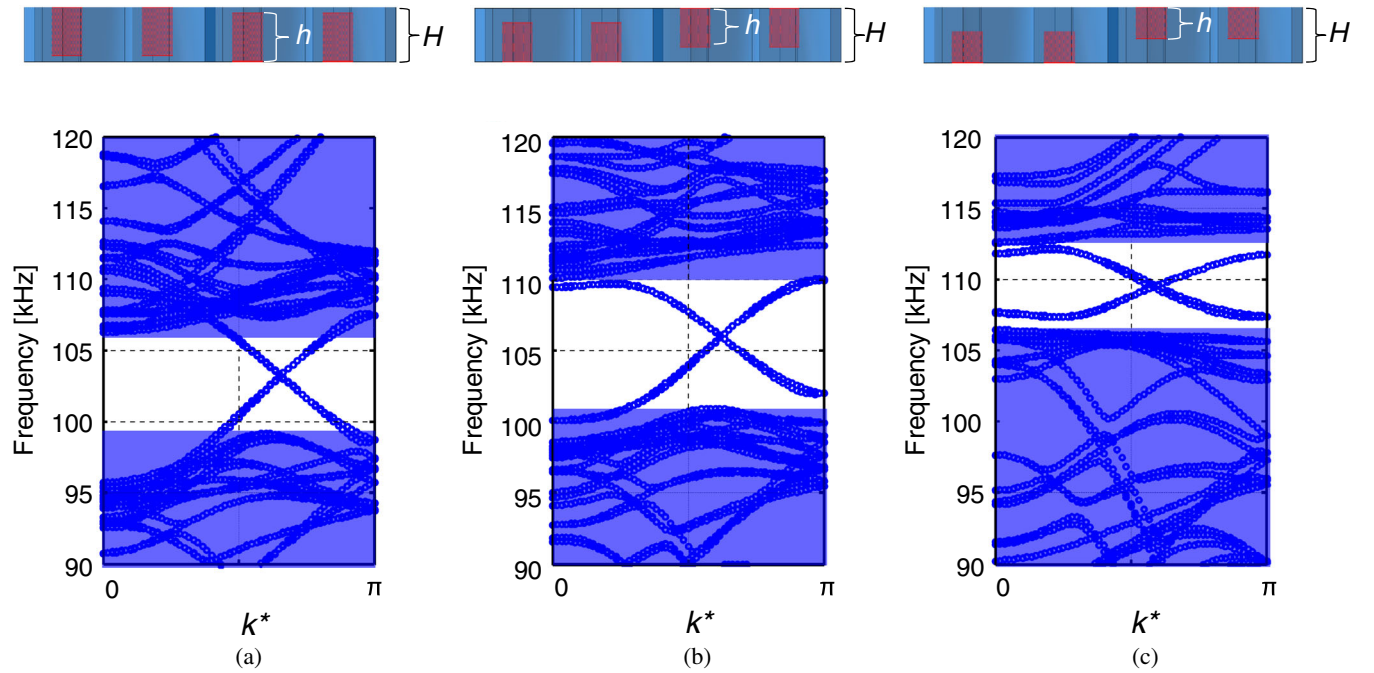 h H h H h H
120 120 120
115 115 115
110 110 110
105 105 105
100 100 100
95 95 95
90 90 90
Frequency [kHz] Frequency [kHz] Frequency [kHz]
0 π 0 π 0 π
k* k* k*
(a) (b) (c)